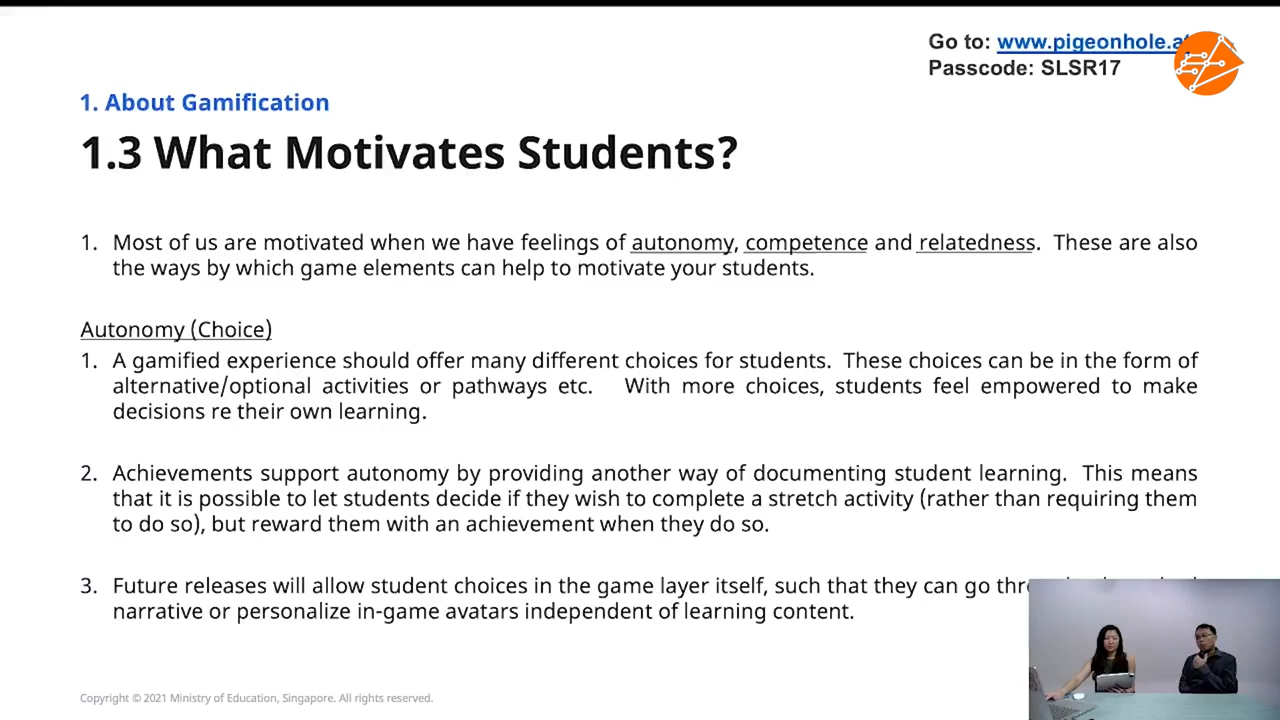 Go to: www.pigeonhole.at
Passcode: SLSR17
1. About Gamification
1.3 What Motivates Students?
1. Most of us are motivated when we have feelings of autonomy, competence and relatedness. These are also
the ways by which game elements can help to motivate your students.
Autonomy (Choice)
1. A gamified experience should offer many different choices for students. These choices can be in the form of
alternative/optional activities or pathways etc. With more choices, students feel empowered to make
decisions re their own learning.
2. Achievements support autonomy by providing another way of documenting student learning. This means
that it is possible to let students decide if they wish to complete a stretch activity (rather than requiring them
to do so), but reward them with an achievement when they do so.
3. Future releases will allow student choices in the game layer itself, such that they can go
narrative or personalize in-game avatars independent of learning content.
Copyright © 2021 Ministry of Education, Singapore. All rights reserved.